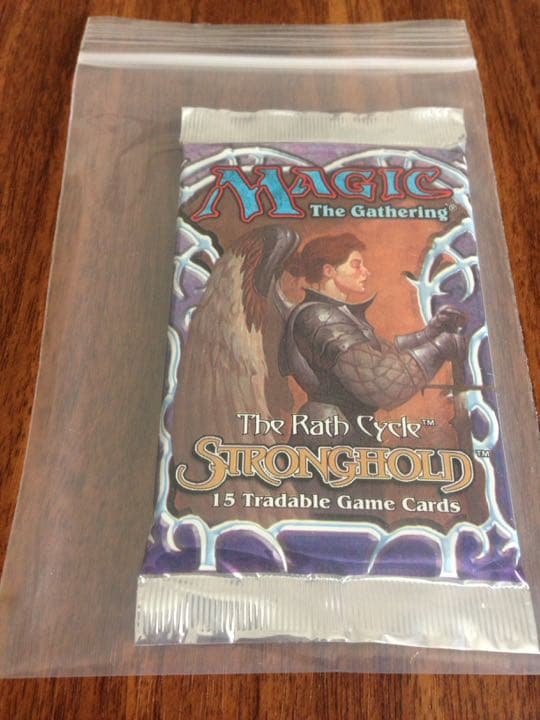 MAGIC
The Gathering®
The Rath Cycle™
STRONGHOLD™
15 Tradable Game Cards